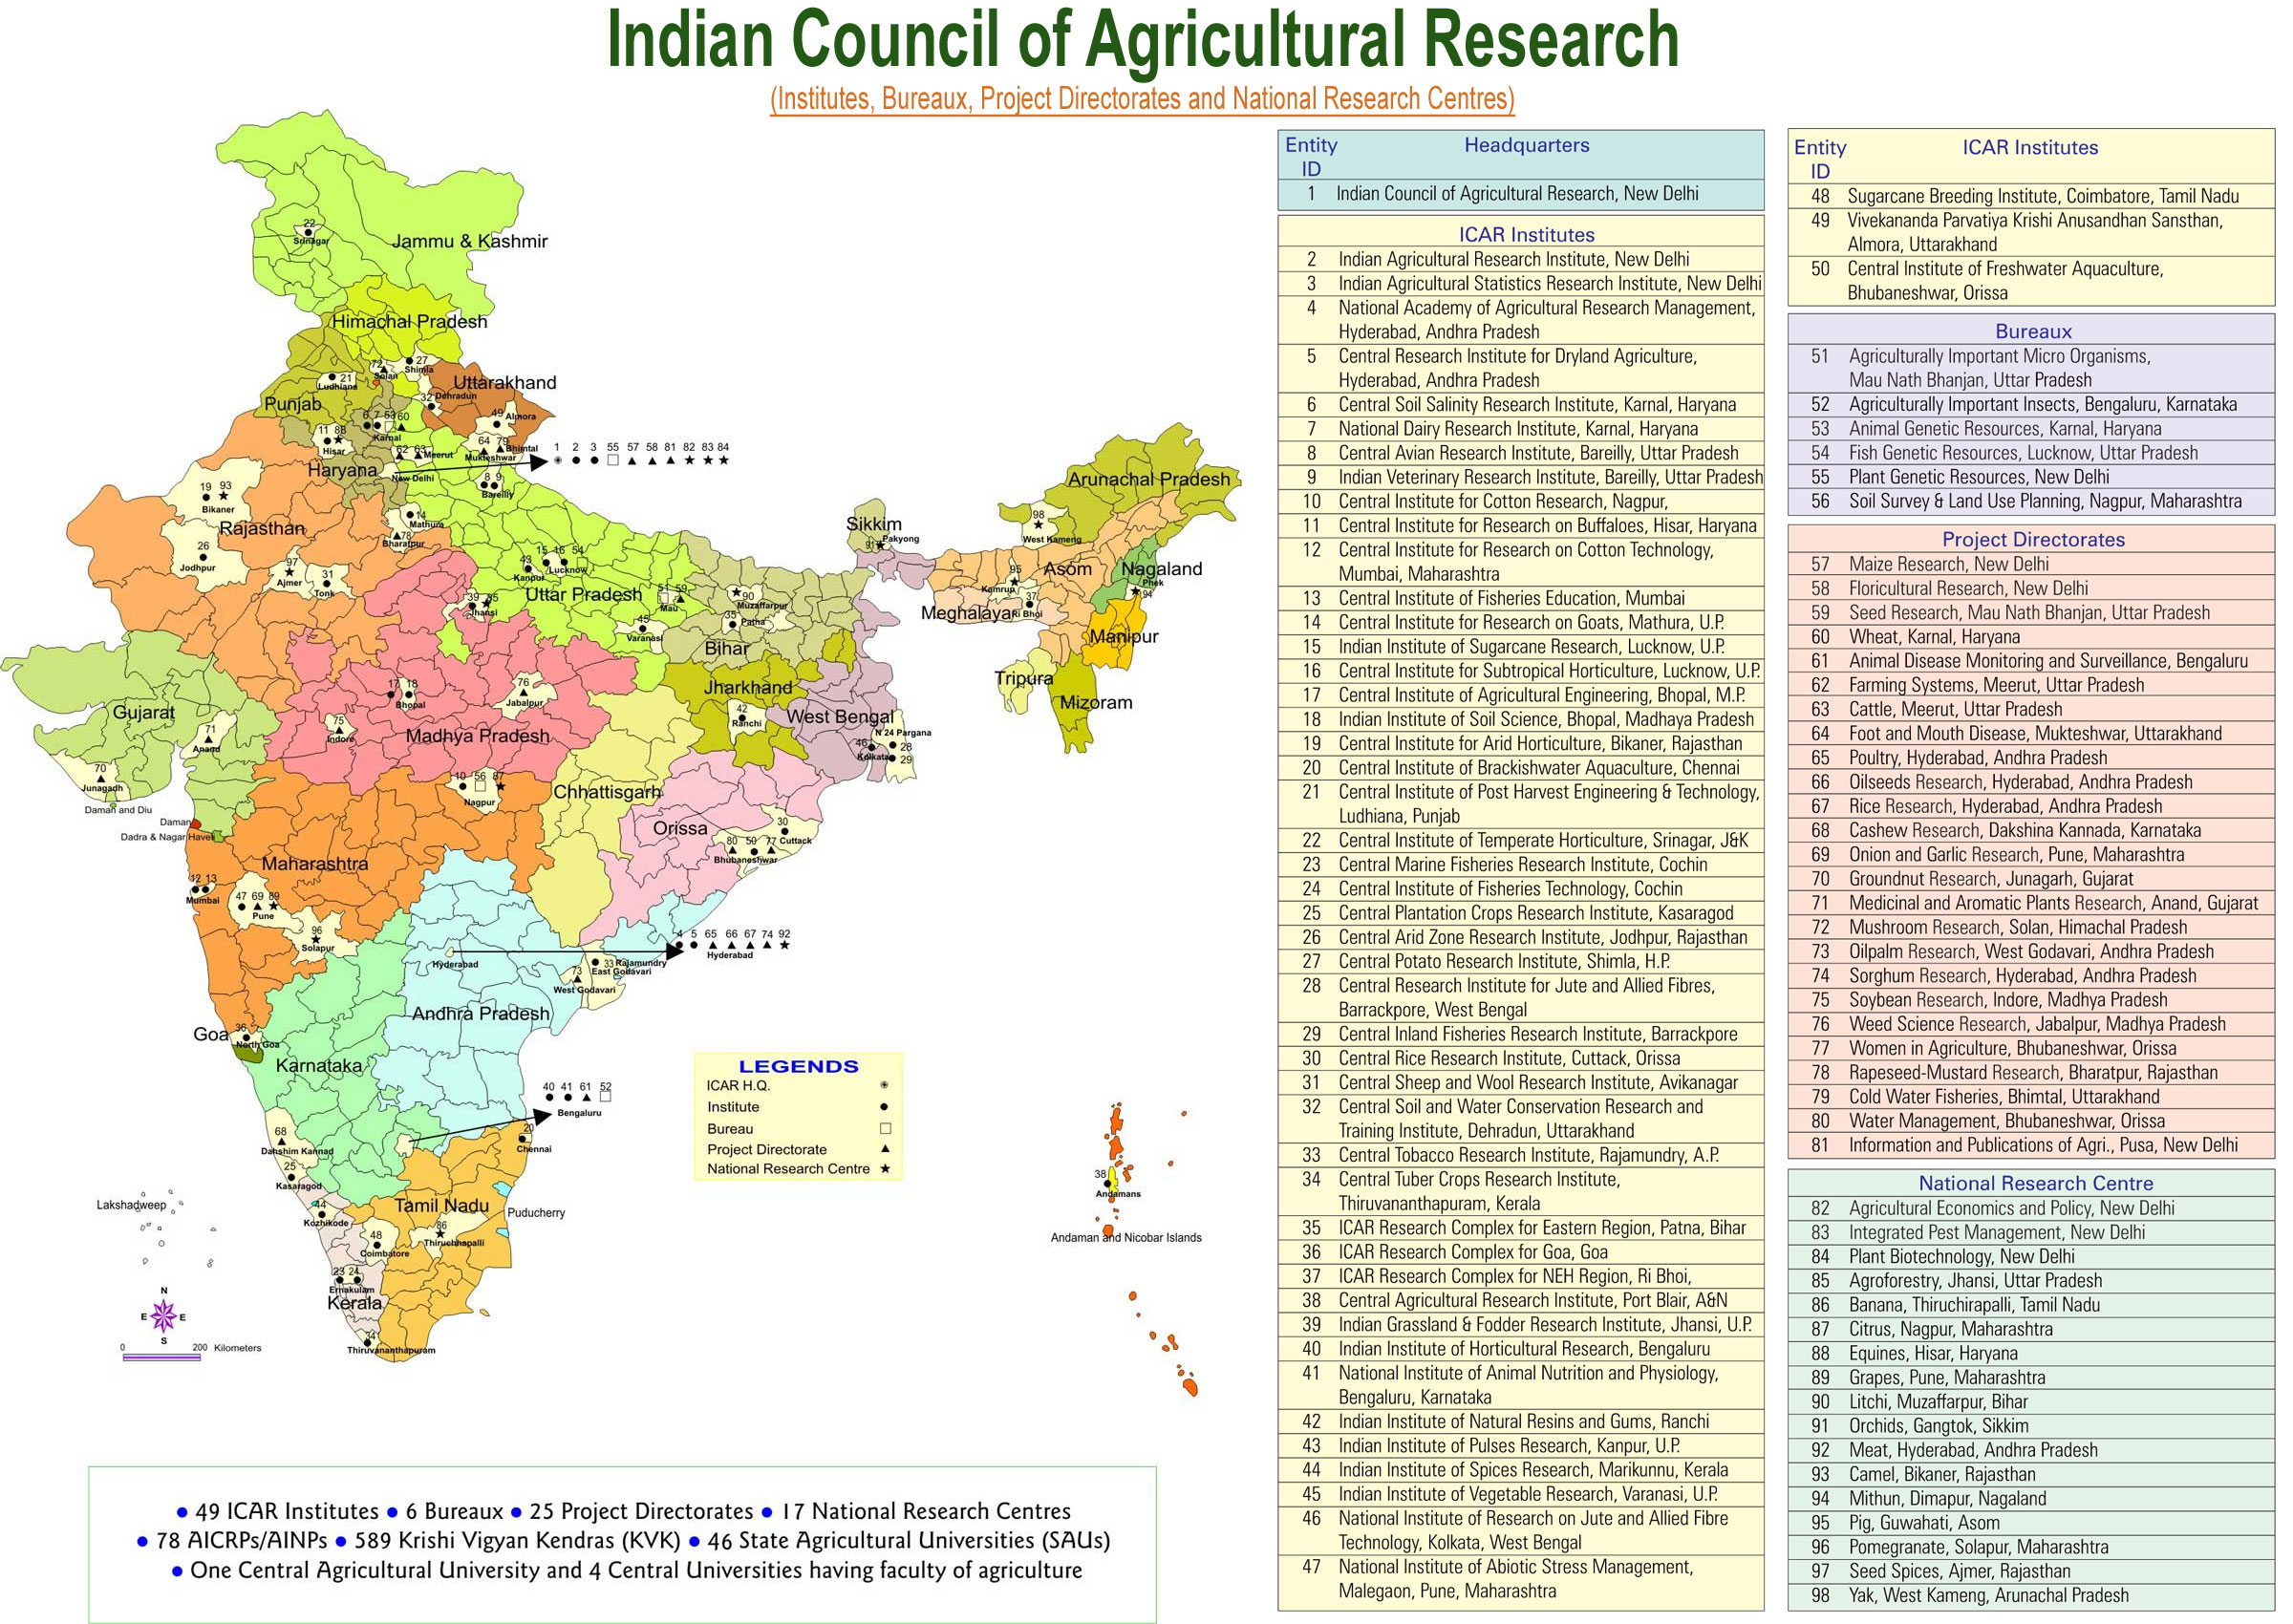 Indian Council of Agricultural Research
(Institutes, Bureaux, Project Directorates and National Research Centres)
22
Srinagar
Jammu & Kashmir
Himachal Pradesh
72
Solan
27
Shimla
21
Ludhiana
Punjab
Uttarakhand
32
Dehradun
49
Almora
6 7 53 60
Karnal
11 88
Hisar
62 63 Meerut
64 79
Mukteshwar
Bhimtal
Haryana
New Delhi
1 2 3 55 57 58 81 82 83 84
8 9
Bareilly
19 93
Bikaner
Rajasthan
14
Mathura
78
Bharatpur
26
Jodhpur
97
Ajmer
31
Tonk
43
Kanpur
15 16 54
Lucknow
39 85
Jhansi
Uttar Pradesh
51 59
Mau
45
Varanasi
90
Muzaffarpur
35
Patna
Bihar
Sikkim
Pakyong
91
Arunachal Pradesh
98
West Kameng
Asom
95
Kamrup
37
Ri Bhoi
Meghalaya
Nagaland
Phek
94
Manipur
Tripura
Mizoram
Jharkhand
42
Ranchi
West Bengal
N 24 Pargana
46
Kolkata
28
29
Gujarat
71
Anand
70
Junagadh
Daman and Diu
Daman
Dadra & Nagar Haveli
17 18
Bhopal
76
Jabalpur
75
Indore
Madhya Pradesh
10 56 87
Nagpur
Chhattisgarh
Orissa
30
Cuttack
80 50 77
Bhubaneshwar
Maharashtra
12 13
Mumbai
47 69 89
Pune
96
Solapur
Hyderabad
4 5 65 66 67 74 92
Hyderabad
33 Rajamundry
East Godavari
73
West Godavari
Andhra Pradesh
Goa
36
North Goa
Karnataka
40 41 61 52
Bengaluru
68
Dakshim Kannad
25
Kasaragod
20
Chennai
44
Kozhikode
Tamil Nadu
Puducherry
86
Thiruchhapalli
48
Coimbatore
23 24
Ernakulam
Kerala
34
Thiruvananthapuram
Lakshadweep
38
Andamans
Andaman and Nicobar Islands
N
E E
S
0 200 Kilometers
LEGENDS
ICAR H.Q.
Institute
Bureau
Project Directorate
National Research Centre
● 49 ICAR Institutes ● 6 Bureaux ● 25 Project Directorates ● 17 National Research Centres
● 78 AICRPs/AINPs ● 589 Krishi Vigyan Kendras (KVK) ● 46 State Agricultural Universities (SAUs)
● One Central Agricultural University and 4 Central Universities having faculty of agriculture
Entity ID Headquarters
1 Indian Council of Agricultural Research, New Delhi
ICAR Institutes
2 Indian Agricultural Research Institute, New Delhi
3 Indian Agricultural Statistics Research Institute, New Delhi
4 National Academy of Agricultural Research Management,
Hyderabad, Andhra Pradesh
5 Central Research Institute for Dryland Agriculture,
Hyderabad, Andhra Pradesh
6 Central Soil Salinity Research Institute, Karnal, Haryana
7 National Dairy Research Institute, Karnal, Haryana
8 Central Avian Research Institute, Bareilly, Uttar Pradesh
9 Indian Veterinary Research Institute, Bareilly, Uttar Pradesh
10 Central Institute for Cotton Research, Nagpur,
11 Central Institute for Research on Buffaloes, Hisar, Haryana
12 Central Institute for Research on Cotton Technology,
Mumbai, Maharashtra
13 Central Institute of Fisheries Education, Mumbai
14 Central Institute for Research on Goats, Mathura, U.P.
15 Indian Institute of Sugarcane Research, Lucknow, U.P.
16 Central Institute for Subtropical Horticulture, Lucknow, U.P.
17 Central Institute of Agricultural Engineering, Bhopal, M.P.
18 Indian Institute of Soil Science, Bhopal, Madhaya Pradesh
19 Central Institute for Arid Horticulture, Bikaner, Rajasthan
20 Central Institute of Brackishwater Aquaculture, Chennai
21 Central Institute of Post Harvest Engineering & Technology,
Ludhiana, Punjab
22 Central Institute of Temperate Horticulture, Srinagar, J&K
23 Central Marine Fisheries Research Institute, Cochin
24 Central Institute of Fisheries Technology, Cochin
25 Central Plantation Crops Research Institute, Kasaragod
26 Central Arid Zone Research Institute, Jodhpur, Rajasthan
27 Central Potato Research Institute, Shimla, H.P.
28 Central Research Institute for Jute and Allied Fibres,
Barrackpore, West Bengal
29 Central Inland Fisheries Research Institute, Barrackpore
30 Central Rice Research Institute, Cuttack, Orissa
31 Central Sheep and Wool Research Institute, Avikanagar
32 Central Soil and Water Conservation Research and
Training Institute, Dehradun, Uttarakhand
33 Central Tobacco Research Institute, Rajamundry, A.P.
34 Central Tuber Crops Research Institute,
Thiruvananthapuram, Kerala
35 ICAR Research Complex for Eastern Region, Patna, Bihar
36 ICAR Research Complex for Goa, Goa
37 ICAR Research Complex for NEH Region, Ri Bhoi,
38 Central Agricultural Research Institute, Port Blair, A&N
39 Indian Grassland & Fodder Research Institute, Jhansi, U.P.
40 Indian Institute of Horticultural Research, Bengaluru
41 National Institute of Animal Nutrition and Physiology,
Bengaluru, Karnataka
42 Indian Institute of Natural Resins and Gums, Ranchi
43 Indian Institute of Pulses Research, Kanpur, U.P.
44 Indian Institute of Spices Research, Marikunnu, Kerala
45 Indian Institute of Vegetable Research, Varanasi, U.P.
46 National Institute of Research on Jute and Allied Fibre
Technology, Kolkata, West Bengal
47 National Institute of Abiotic Stress Management,
Malegaon, Pune, Maharashtra
Entity ID ICAR Institutes
48 Sugarcane Breeding Institute, Coimbatore, Tamil Nadu
49 Vivekananda Parvatiya Krishi Anusandhan Sansthan,
Almora, Uttarakhand
50 Central Institute of Freshwater Aquaculture,
Bhubaneshwar, Orissa
Bureaux
51 Agriculturally Important Micro Organisms,
Mau Nath Bhanjan, Uttar Pradesh
52 Agriculturally Important Insects, Bengaluru, Karnataka
53 Animal Genetic Resources, Karnal, Haryana
54 Fish Genetic Resources, Lucknow, Uttar Pradesh
55 Plant Genetic Resources, New Delhi
56 Soil Survey & Land Use Planning, Nagpur, Maharashtra
Project Directorates
57 Maize Research, New Delhi
58 Floricultural Research, New Delhi
59 Seed Research, Mau Nath Bhanjan, Uttar Pradesh
60 Wheat, Karnal, Haryana
61 Animal Disease Monitoring and Surveillance, Bengaluru
62 Farming Systems, Meerut, Uttar Pradesh
63 Cattle, Meerut, Uttar Pradesh
64 Foot and Mouth Disease, Mukteshwar, Uttarakhand
65 Poultry, Hyderabad, Andhra Pradesh
66 Oilseeds Research, Hyderabad, Andhra Pradesh
67 Rice Research, Hyderabad, Andhra Pradesh
68 Cashew Research, Dakshina Kannada, Karnataka
69 Onion and Garlic Research, Pune, Maharashtra
70 Groundnut Research, Junagarh, Gujarat
71 Medicinal and Aromatic Plants Research, Anand, Gujarat
72 Mushroom Research, Solan, Himachal Pradesh
73 Oilpalm Research, West Godavari, Andhra Pradesh
74 Sorghum Research, Hyderabad, Andhra Pradesh
75 Soybean Research, Indore, Madhya Pradesh
76 Weed Science Research, Jabalpur, Madhya Pradesh
77 Women in Agriculture, Bhubaneshwar, Orissa
78 Rapeseed-Mustard Research, Bharatpur, Rajasthan
79 Cold Water Fisheries, Bhimtal, Uttarakhand
80 Water Management, Bhubaneshwar, Orissa
81 Information and Publications of Agri., Pusa, New Delhi
National Research Centre
82 Agricultural Economics and Policy, New Delhi
83 Integrated Pest Management, New Delhi
84 Plant Biotechnology, New Delhi
85 Agroforestry, Jhansi, Uttar Pradesh
86 Banana, Thiruchirapalli, Tamil Nadu
87 Citrus, Nagpur, Maharashtra
88 Equines, Hisar, Haryana
89 Grapes, Pune, Maharashtra
90 Litchi, Muzaffarpur, Bihar
91 Orchids, Gangtok, Sikkim
92 Meat, Hyderabad, Andhra Pradesh
93 Camel, Bikaner, Rajasthan
94 Mithun, Dimapur, Nagaland
95 Pig, Guwahati, Asom
96 Pomegranate, Solapur, Maharashtra
97 Seed Spices, Ajmer, Rajasthan
98 Yak, West Kameng, Arunachal Pradesh